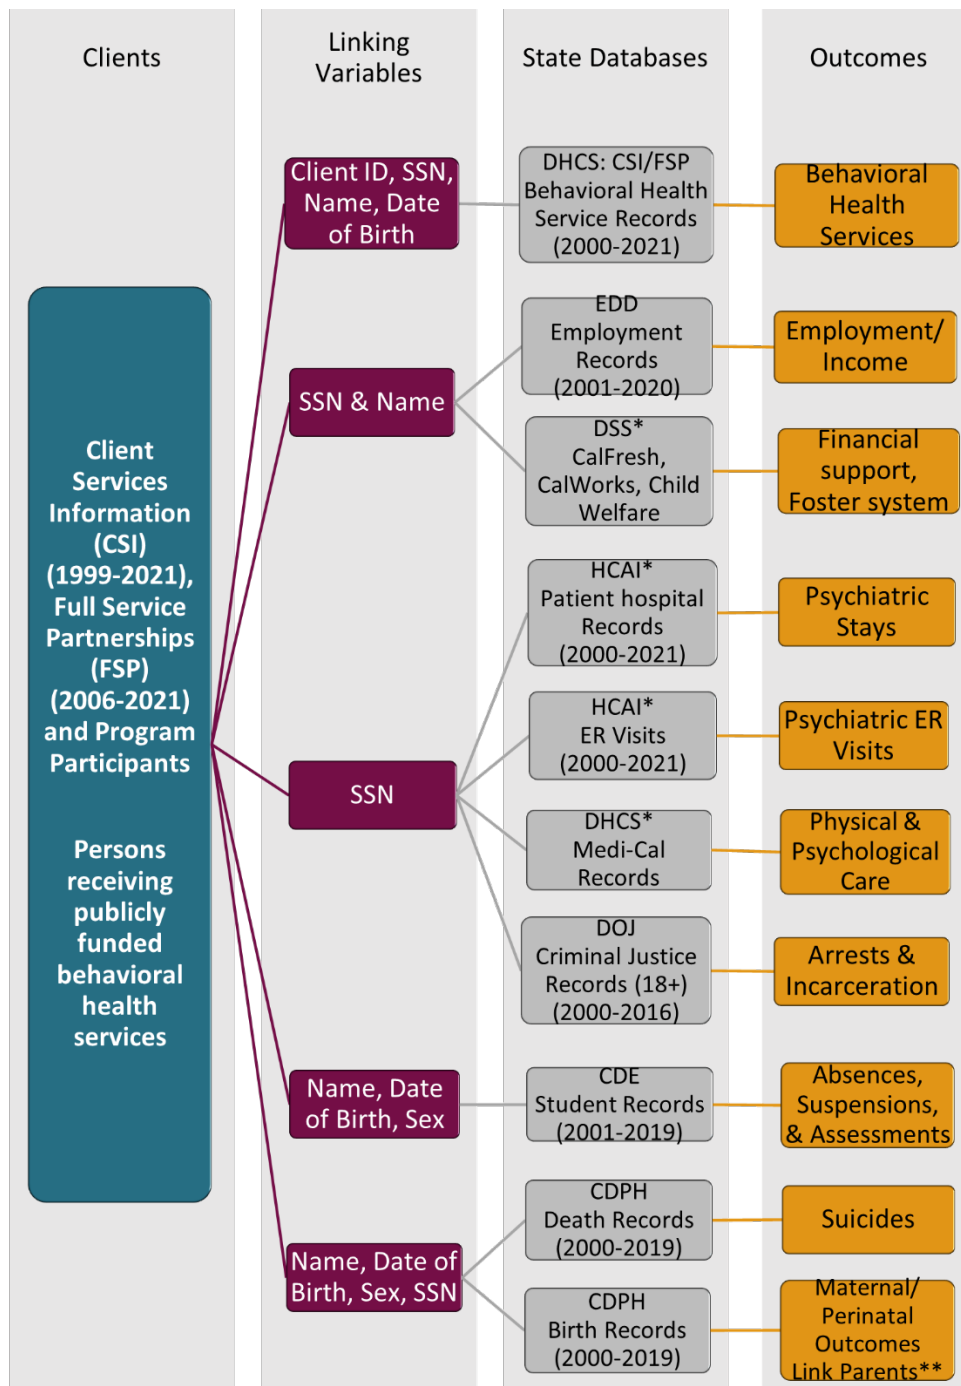 Clients
Linking
Variables
State Databases
Outcomes
Client Services
Information
(CSI)
(1999-2021),
Full Service
Partnerships
(FSP)
(2006-2021)
and Program
Participants
Persons
receiving
publicly
funded
behavioral
health
services
Client ID, SSN,
Name, Date
of Birth
DHCS: CSI/FSP
Behavioral Health
Service Records
(2000-2021)
Behavioral
Health
Services
SSN & Name
EDD
Employment
Records
(2001-2020)
Employment/
Income
DSS*
CalFresh,
CalWorks, Child
Welfare
Financial
support,
Foster system
SSN
HCAI*
Patient hospital
Records
(2000-2021)
Psychiatric
Stays
HCAI*
ER Visits
(2000-2021)
Psychiatric ER
Visits
DHCS*
Medi-Cal
Records
Physical &
Psychological
Care
DOJ
Criminal Justice
Records (18+)
(2000-2016)
Arrests &
Incarceration
Name, Date
of Birth, Sex
CDE
Student Records
(2001-2019)
Absences,
Suspensions,
& Assessments
Name, Date of
Birth, Sex, SSN
CDPH
Death Records
(2000-2019)
Suicides
CDPH
Birth Records
(2000-2019)
Maternal/
Perinatal
Outcomes
Link Parents**